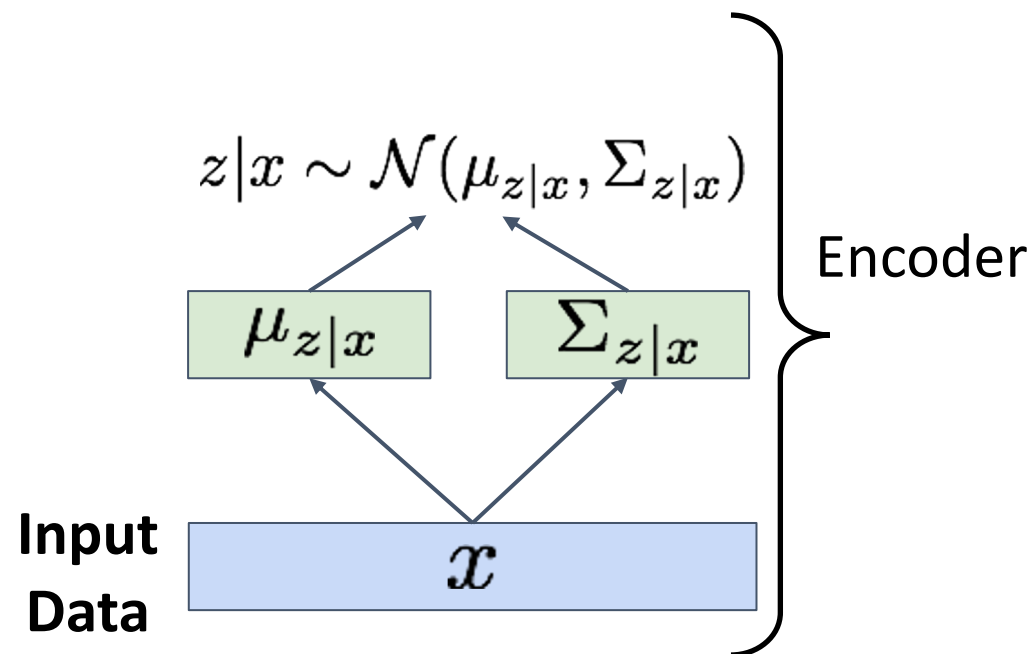 z|x ∼ 𝒩(μ_{z|x}, Σ_{z|x})
Encoder
μ_{z|x}
Σ_{z|x}
Input
Data
x